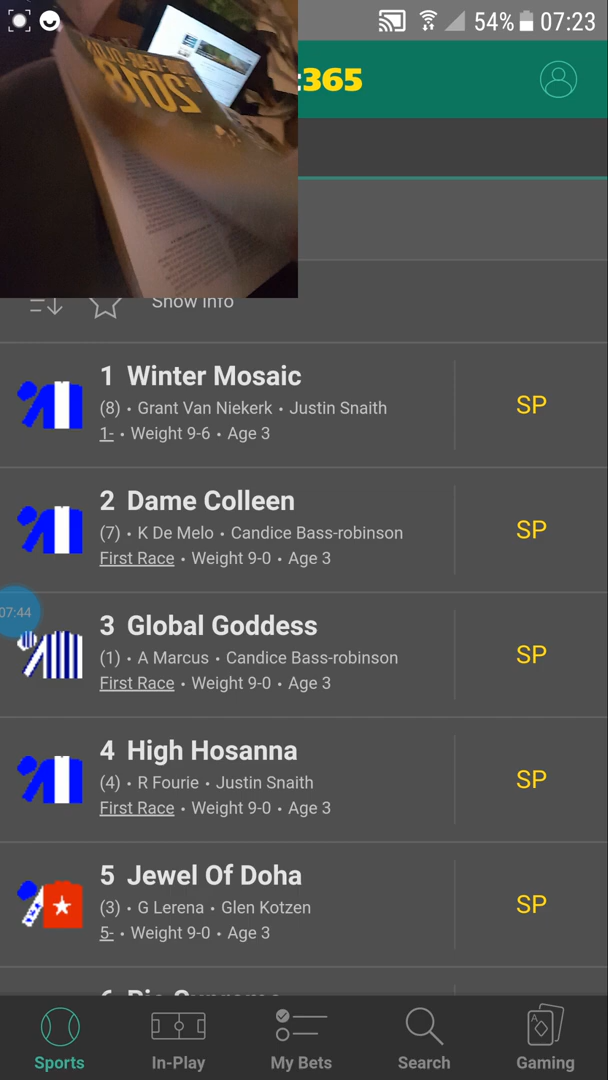 54% 07:23
2018
:365
Show Info
1 Winter Mosaic
(8) • Grant Van Niekerk • Justin Snaith
1- • Weight 9-6 • Age 3
SP
2 Dame Colleen
(7) • K De Melo • Candice Bass-robinson
First Race • Weight 9-0 • Age 3
SP
07:44
3 Global Goddess
(1) • A Marcus • Candice Bass-robinson
First Race • Weight 9-0 • Age 3
SP
4 High Hosanna
(4) • R Fourie • Justin Snaith
First Race • Weight 9-0 • Age 3
SP
5 Jewel Of Doha
(3) • G Lerena • Glen Kotzen
5- • Weight 9-0 • Age 3
SP
Sports In-Play My Bets Search Gaming